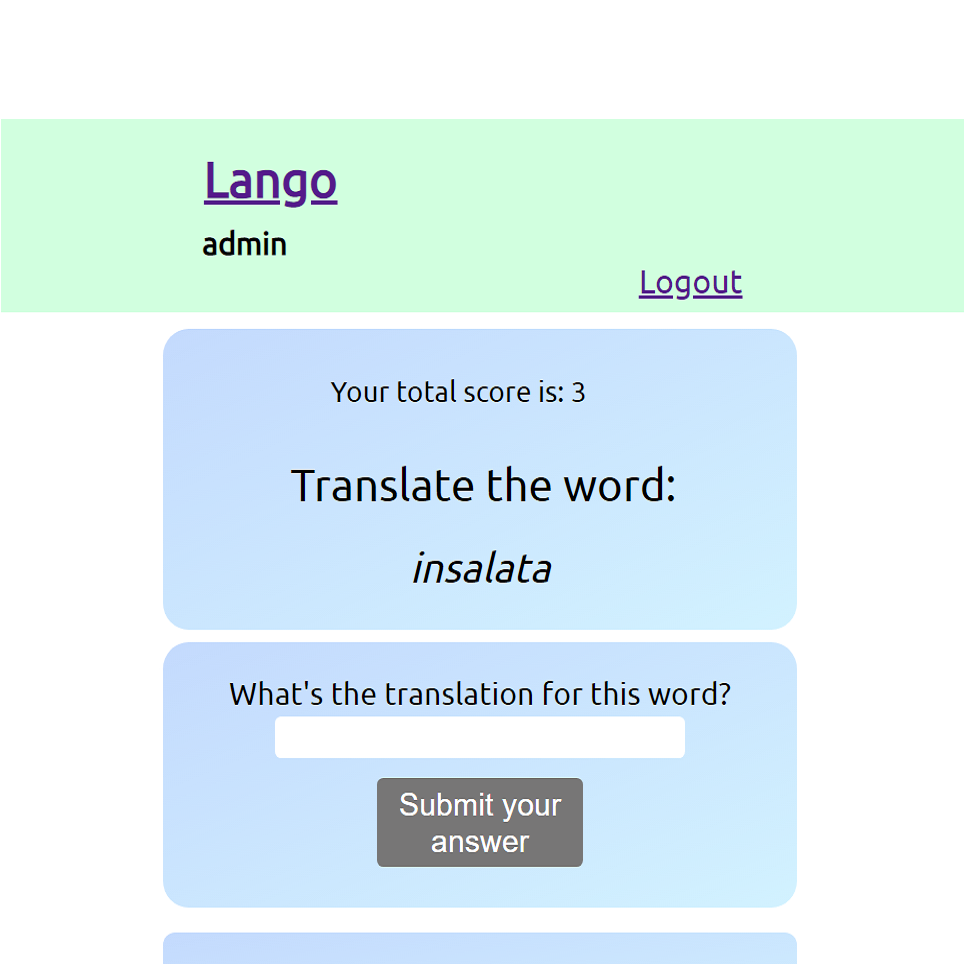 Lango
admin
Logout
Your total score is: 3
Translate the word:
insalata
What's the translation for this word?
Submit your
answer